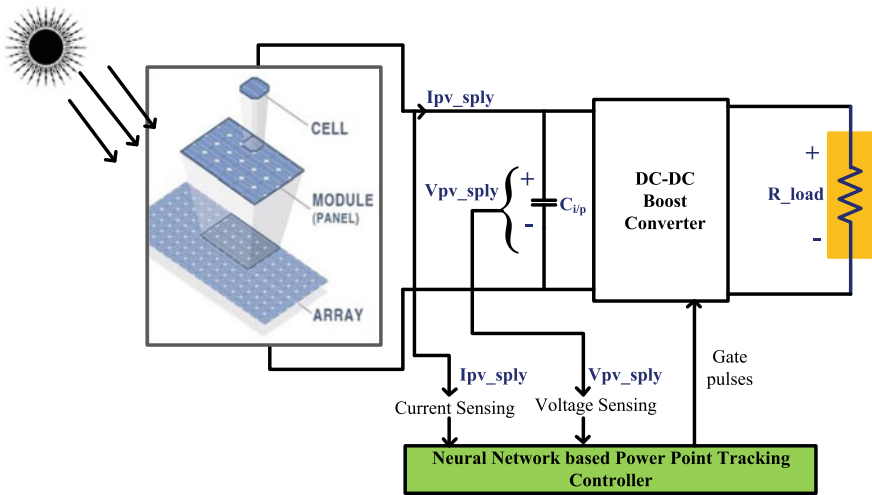 Ipv_sply
CELL
MODULE
(PANEL)
ARRAY
Vpv_sply
+
-
Ci/p
DC-DC
Boost
Converter
+
R_load
-
Ipv_sply
Current Sensing
Vpv_sply
Voltage Sensing
Gate
pulses
Neural Network based Power Point Tracking
Controller